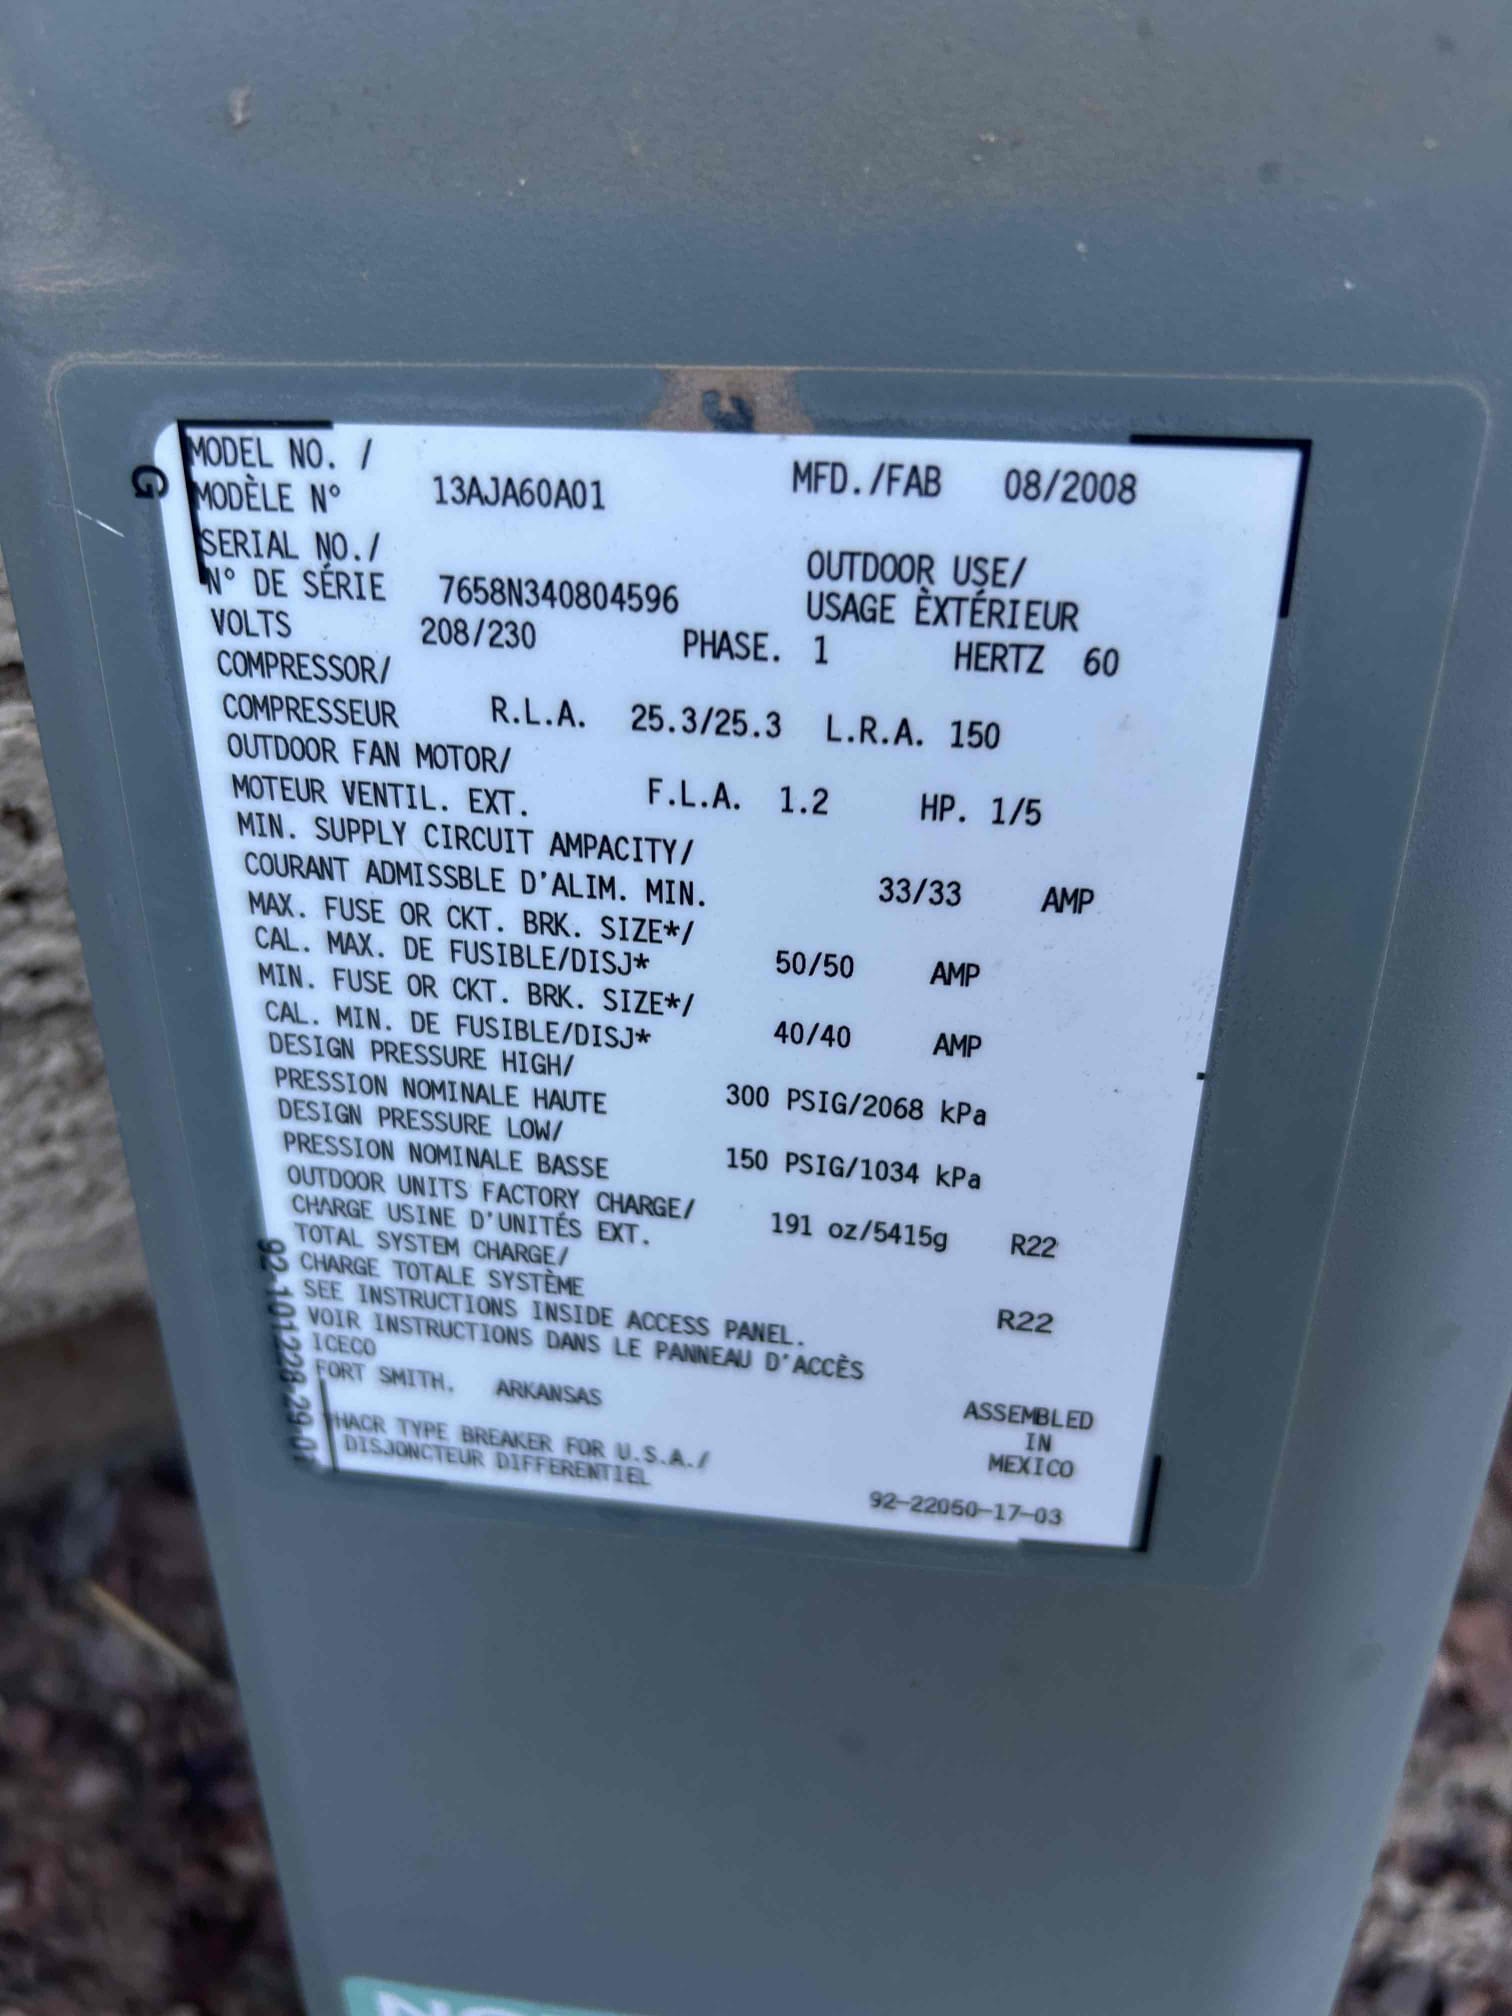 MODEL NO. /
MODÈLE N° 13AJA60A01 MFD./FAB 08/2008
SERIAL NO./
N° DE SÉRIE 7658N340804596
OUTDOOR USE/
USAGE ÈXTÉRIEUR
VOLTS 208/230 PHASE. 1 HERTZ 60
COMPRESSOR/
COMPRESSEUR R.L.A. 25.3/25.3 L.R.A. 150
OUTDOOR FAN MOTOR/
MOTEUR VENTIL. EXT. F.L.A. 1.2 HP. 1/5
MIN. SUPPLY CIRCUIT AMPACITY/
COURANT ADMISSBLE D'ALIM. MIN. 33/33 AMP
MAX. FUSE OR CKT. BRK. SIZE*/
CAL. MAX. DE FUSIBLE/DISJ* 50/50 AMP
MIN. FUSE OR CKT. BRK. SIZE*/
CAL. MIN. DE FUSIBLE/DISJ* 40/40 AMP
DESIGN PRESSURE HIGH/
PRESSION NOMINALE HAUTE 300 PSIG/2068 kPa
DESIGN PRESSURE LOW/
PRESSION NOMINALE BASSE 150 PSIG/1034 kPa
OUTDOOR UNITS FACTORY CHARGE/
CHARGE USINE D'UNITÉS EXT. 191 oz/5415g R22
TOTAL SYSTEM CHARGE/
CHARGE TOTALE SYSTÈME R22
SEE INSTRUCTIONS INSIDE ACCESS PANEL.
VOIR INSTRUCTIONS DANS LE PANNEAU D'ACCÈS
ICECO
FORT SMITH, ARKANSAS
ASSEMBLED
IN
MEXICO
HACR TYPE BREAKER FOR U.S.A./
DISJONCTEUR DIFFERENTIEL
92-22050-17-03
G